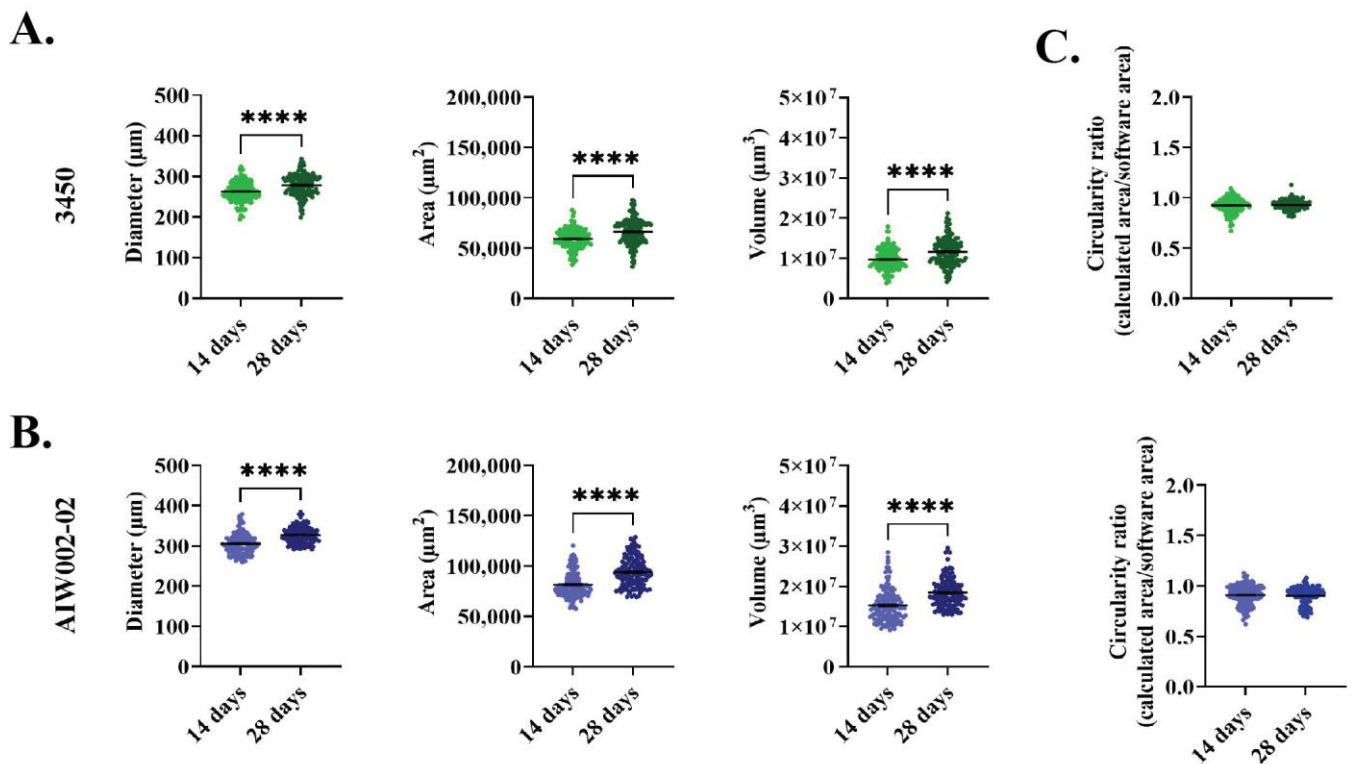 A.
3450
Diameter (µm)
500
400
300
200
100
0
****
14 days
28 days
Area (µm²)
200,000
150,000
100,000
50,000
0
****
14 days
28 days
Volume (µm³)
5×10⁷
4×10⁷
3×10⁷
2×10⁷
1×10⁷
0
****
14 days
28 days
C.
Circularity ratio
(calculated area/software area)
2.0
1.5
1.0
0.5
0.0
14 days
28 days
B.
AIW002-02
Diameter (µm)
500
400
300
200
100
0
****
14 days
28 days
Area (µm²)
200,000
150,000
100,000
50,000
0
****
14 days
28 days
Volume (µm³)
5×10⁷
4×10⁷
3×10⁷
2×10⁷
1×10⁷
0
****
14 days
28 days
Circularity ratio
(calculated area/software area)
2.0
1.5
1.0
0.5
0.0
14 days
28 days